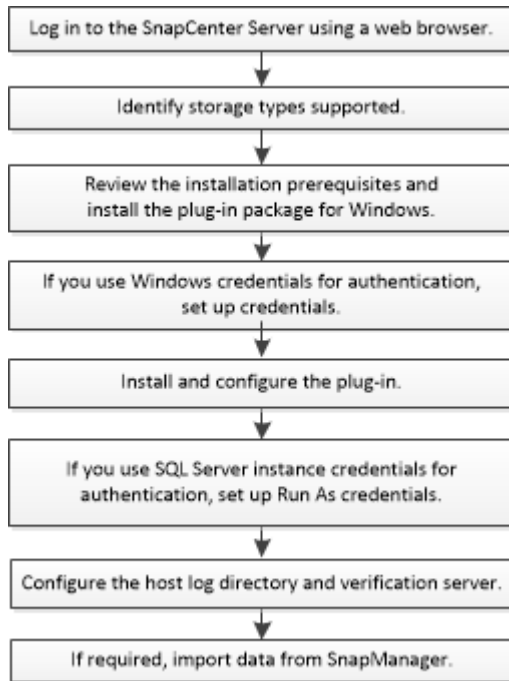 Log in to the SnapCenter Server using a web browser.
Identify storage types supported.
Review the installation prerequisites and
install the plug-in package for Windows.
If you use Windows credentials for authentication,
set up credentials.
Install and configure the plug-in.
If you use SQL Server instance credentials for
authentication, set up Run As credentials.
Configure the host log directory and verification server.
If required, import data from SnapManager.